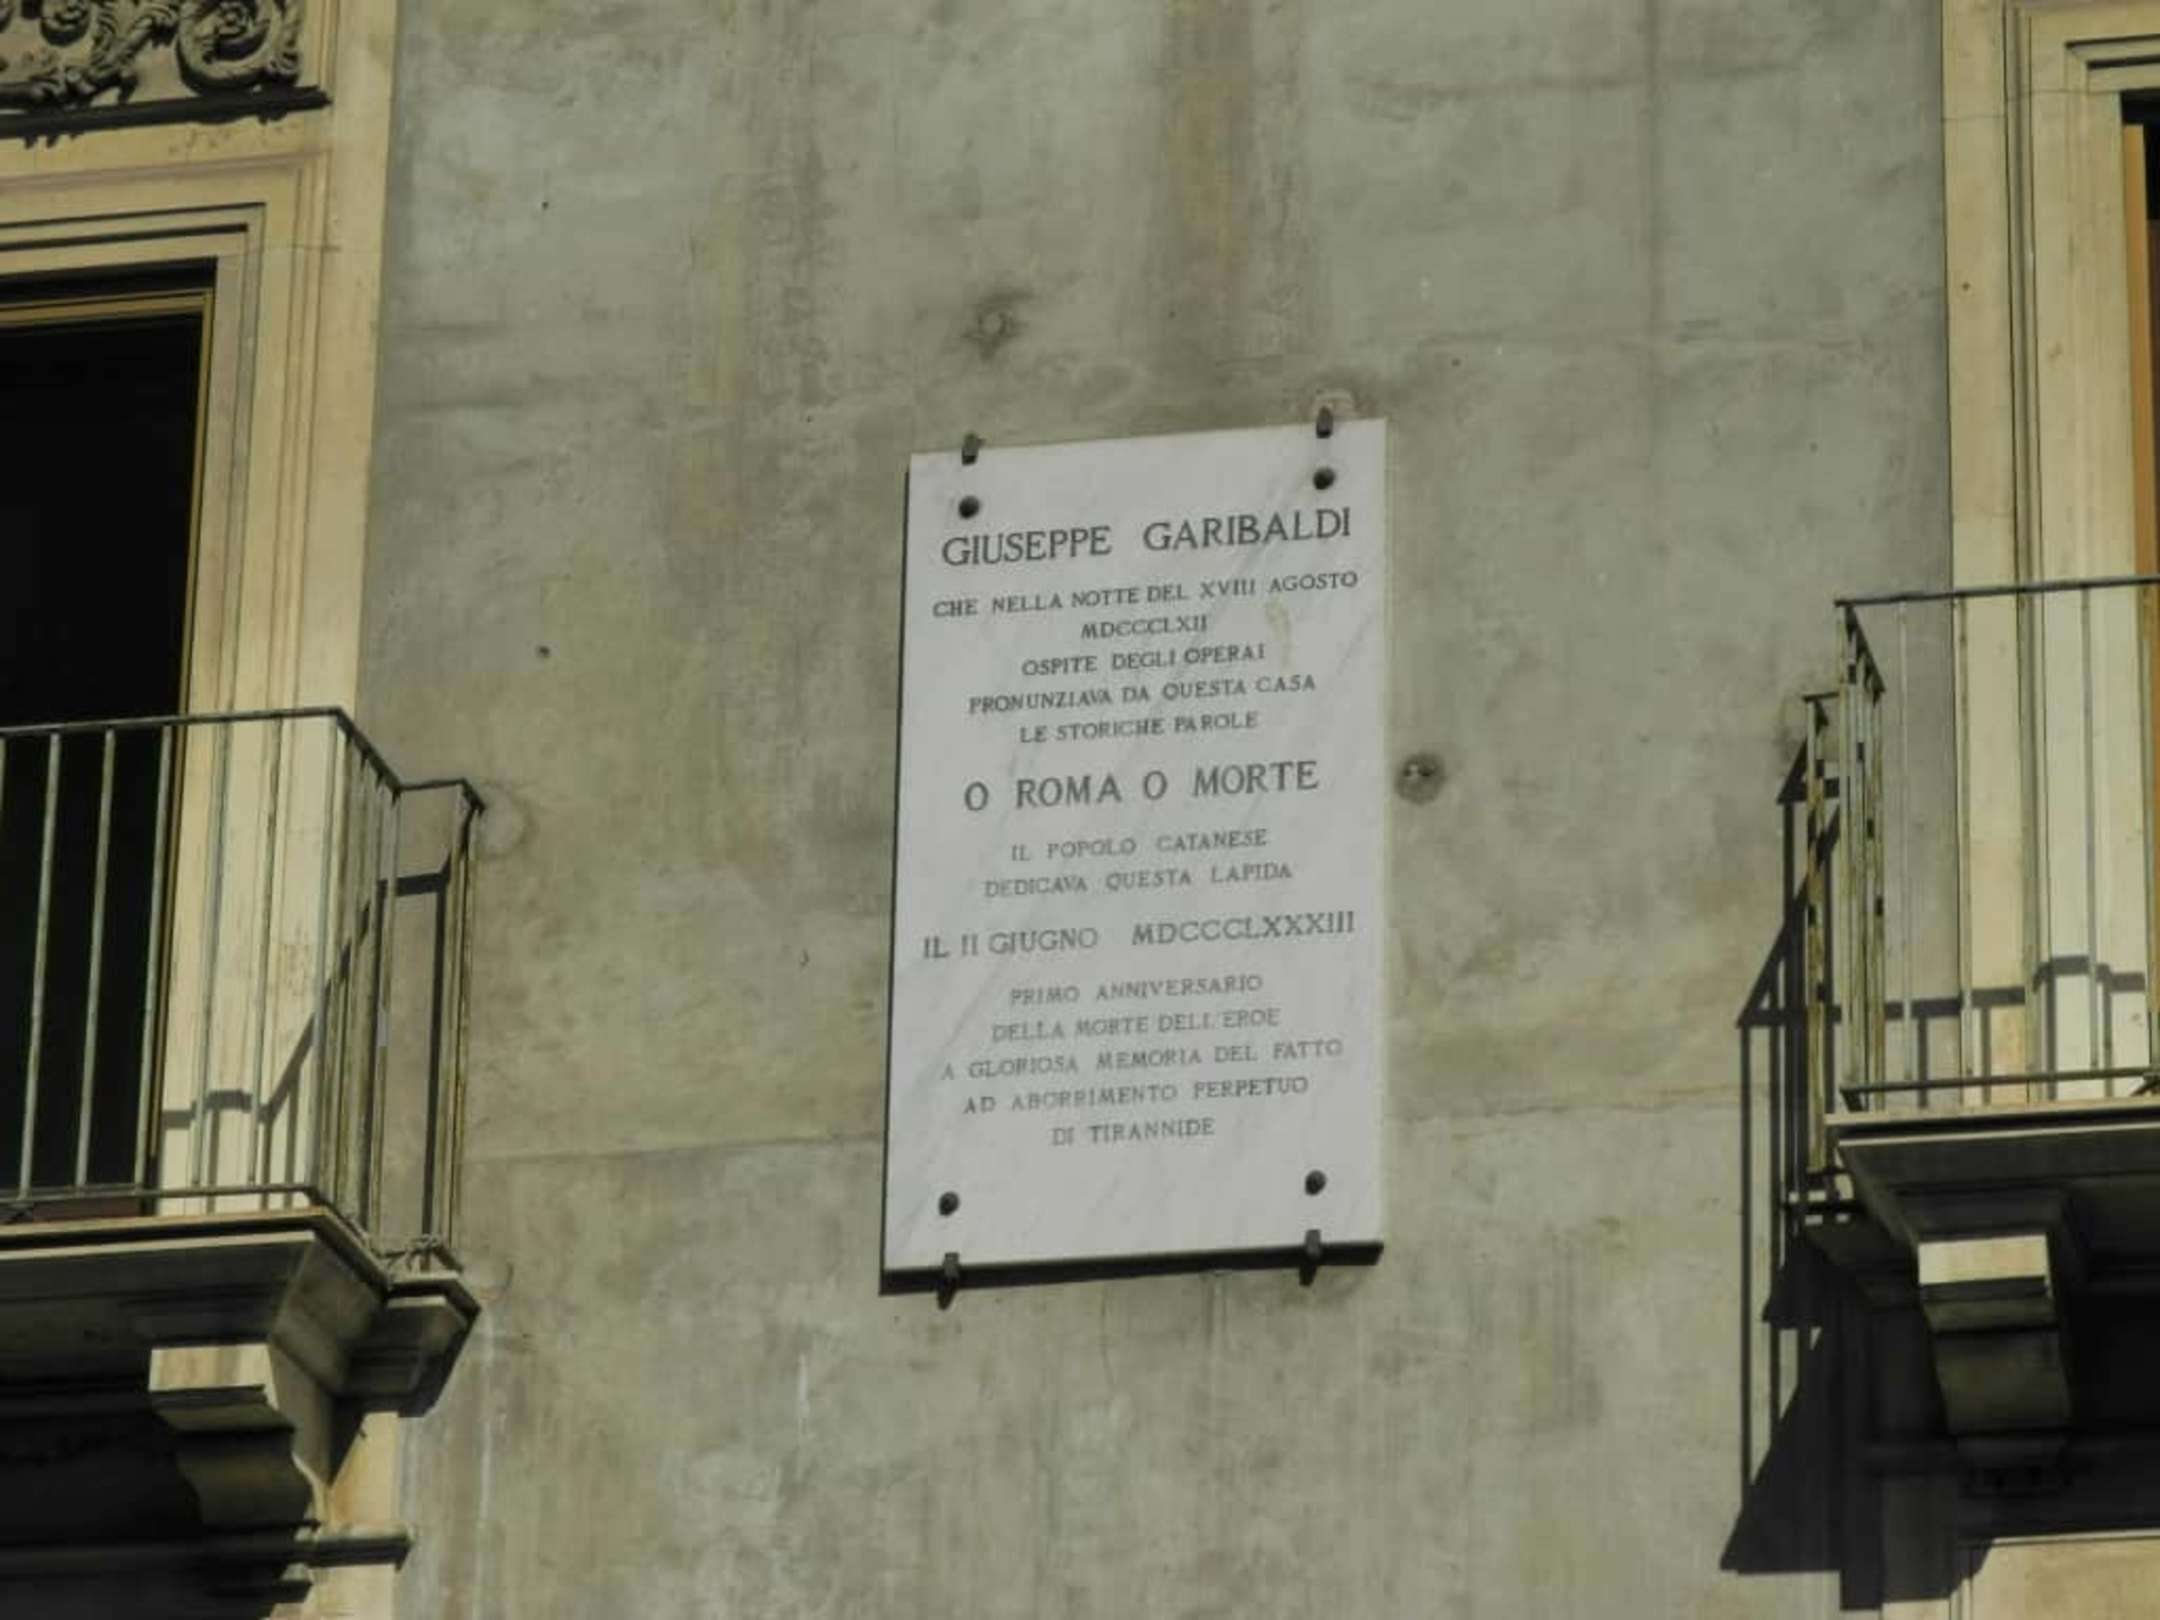 GIUSEPPE GARIBALDI
CHE NELLA NOTTE DEL XVIII AGOSTO
MDCCCLXII
OSPITE DEGLI OPERAI
PRONUNZIAVA DA QUESTA CASA
LE STORICHE PAROLE
O ROMA O MORTE
IL POPOLO CATANESE
DEDICAVA QUESTA LAPIDA
IL II GIUGNO MDCCCLXXXIII
PRIMO ANNIVERSARIO
DELLA MORTE DELL'EROE
A GLORIOSA MEMORIA DEL FATTO
AD ABORRIMENTO PERPETUO
DI TIRANNIDE